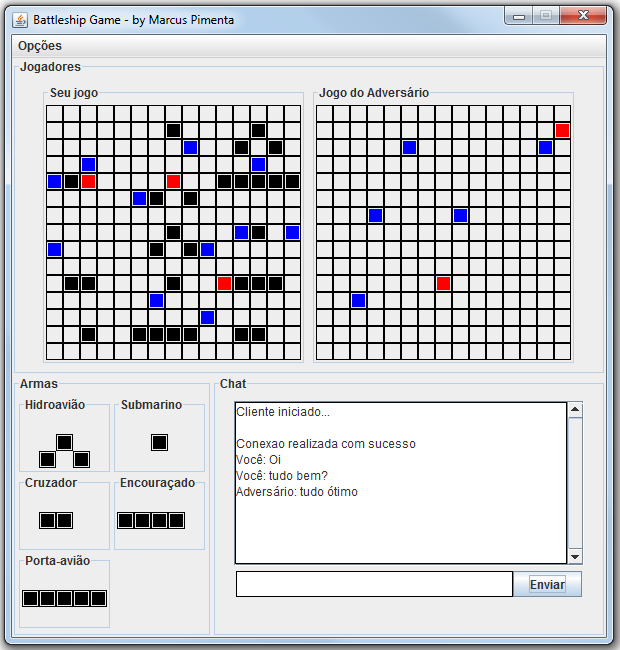 Battleship Game - by Marcus Pimenta
Opções
Jogadores
Seu jogo
Jogo do Adversário
Armas
Hidroavião
Submarino
Cruzador
Encouraçado
Porta-avião
Chat
Cliente iniciado...
Conexao realizada com sucesso
Você: Oi
Você: tudo bem?
Adversário: tudo ótimo
Enviar